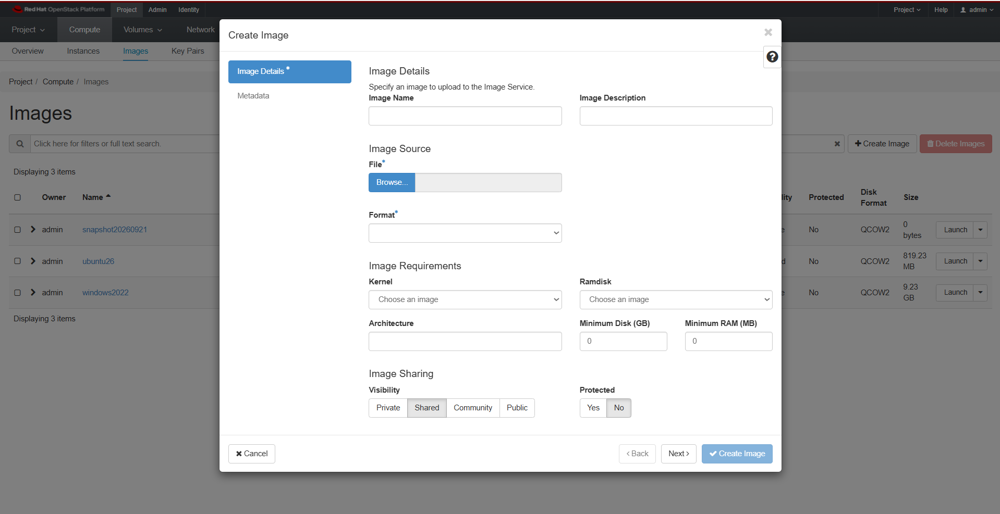 Red Hat OpenStack Platform Project Admin Identity Project Help admin
Project Compute Volumes Network
Overview Instances Images Key Pairs
Project / Compute / Images
Images
Click here for filters or full text search.
Create Image Delete Images
Displaying 3 items
Owner Name lity Protected Disk Format Size
admin snapshot20260921 e No QCOW2 0 bytes Launch
admin ubuntu26 d No QCOW2 819.23 MB Launch
admin windows2022 e No QCOW2 9.23 GB Launch
Displaying 3 items
Create Image
Image Details *
Metadata
Image Details
Specify an image to upload to the Image Service.
Image Name Image Description
Image Source
File*
Browse...
Format*
Image Requirements
Kernel Ramdisk
Choose an image Choose an image
Architecture Minimum Disk (GB) Minimum RAM (MB)
0 0
Image Sharing
Visibility Protected
Private Shared Community Public Yes No
Cancel < Back Next > Create Image